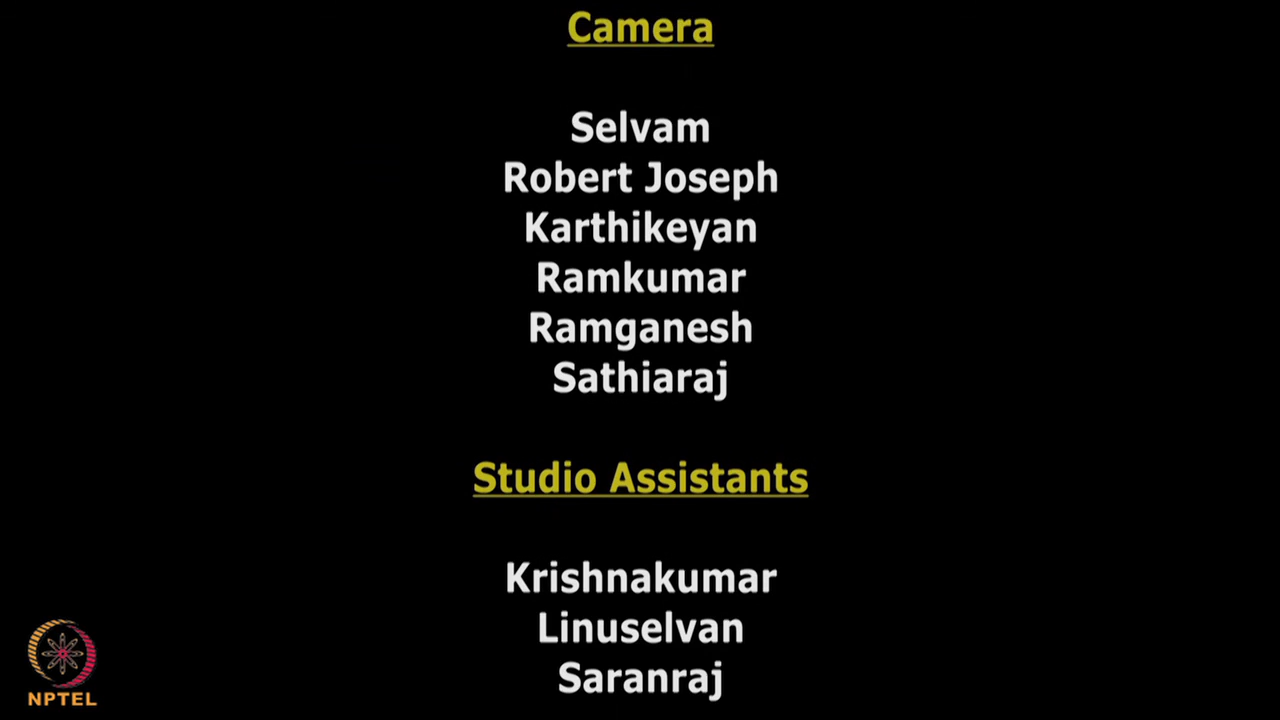 Camera
Selvam
Robert Joseph
Karthikeyan
Ramkumar
Ramganesh
Sathiaraj
Studio Assistants
Krishnakumar
Linuselvan
Saranraj
NPTEL